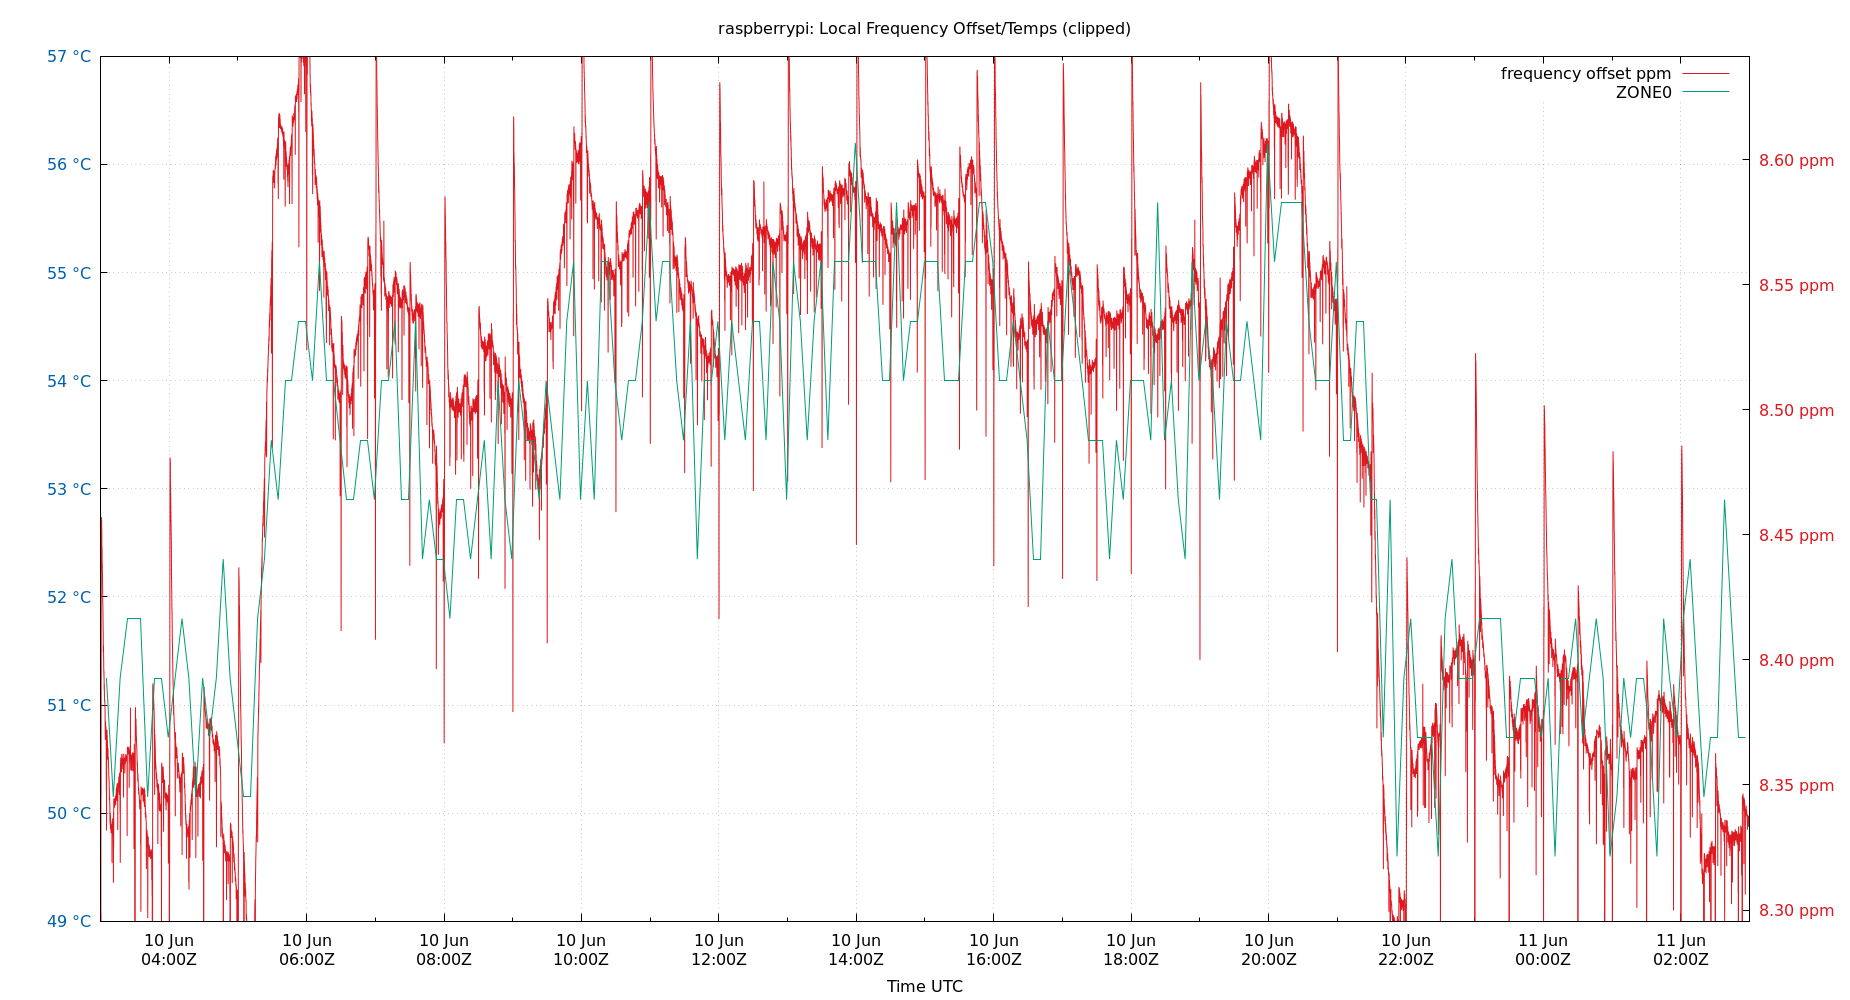 raspberrypi: Local Frequency Offset/Temps (clipped)
frequency offset ppm
ZONE0
57 °C
56 °C
55 °C
54 °C
53 °C
52 °C
51 °C
50 °C
49 °C
8.60 ppm
8.55 ppm
8.50 ppm
8.45 ppm
8.40 ppm
8.35 ppm
8.30 ppm
10 Jun 10 Jun 10 Jun 10 Jun 10 Jun 10 Jun 10 Jun 10 Jun 10 Jun 10 Jun 11 Jun 11 Jun
04:00Z 06:00Z 08:00Z 10:00Z 12:00Z 14:00Z 16:00Z 18:00Z 20:00Z 22:00Z 00:00Z 02:00Z
Time UTC